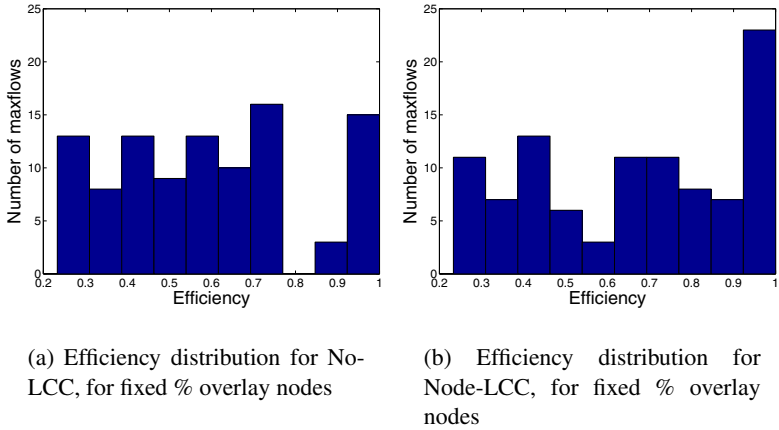 25
20
15
10
5
0
Number of maxflows
0.2 0.3 0.4 0.5 0.6 0.7 0.8 0.9 1
Efficiency
25
20
15
10
5
0
Number of maxflows
0.2 0.3 0.4 0.5 0.6 0.7 0.8 0.9 1
Efficiency
(a) Efficiency distribution for No-
LCC, for fixed % overlay nodes
(b) Efficiency distribution for
Node-LCC, for fixed % overlay
nodes